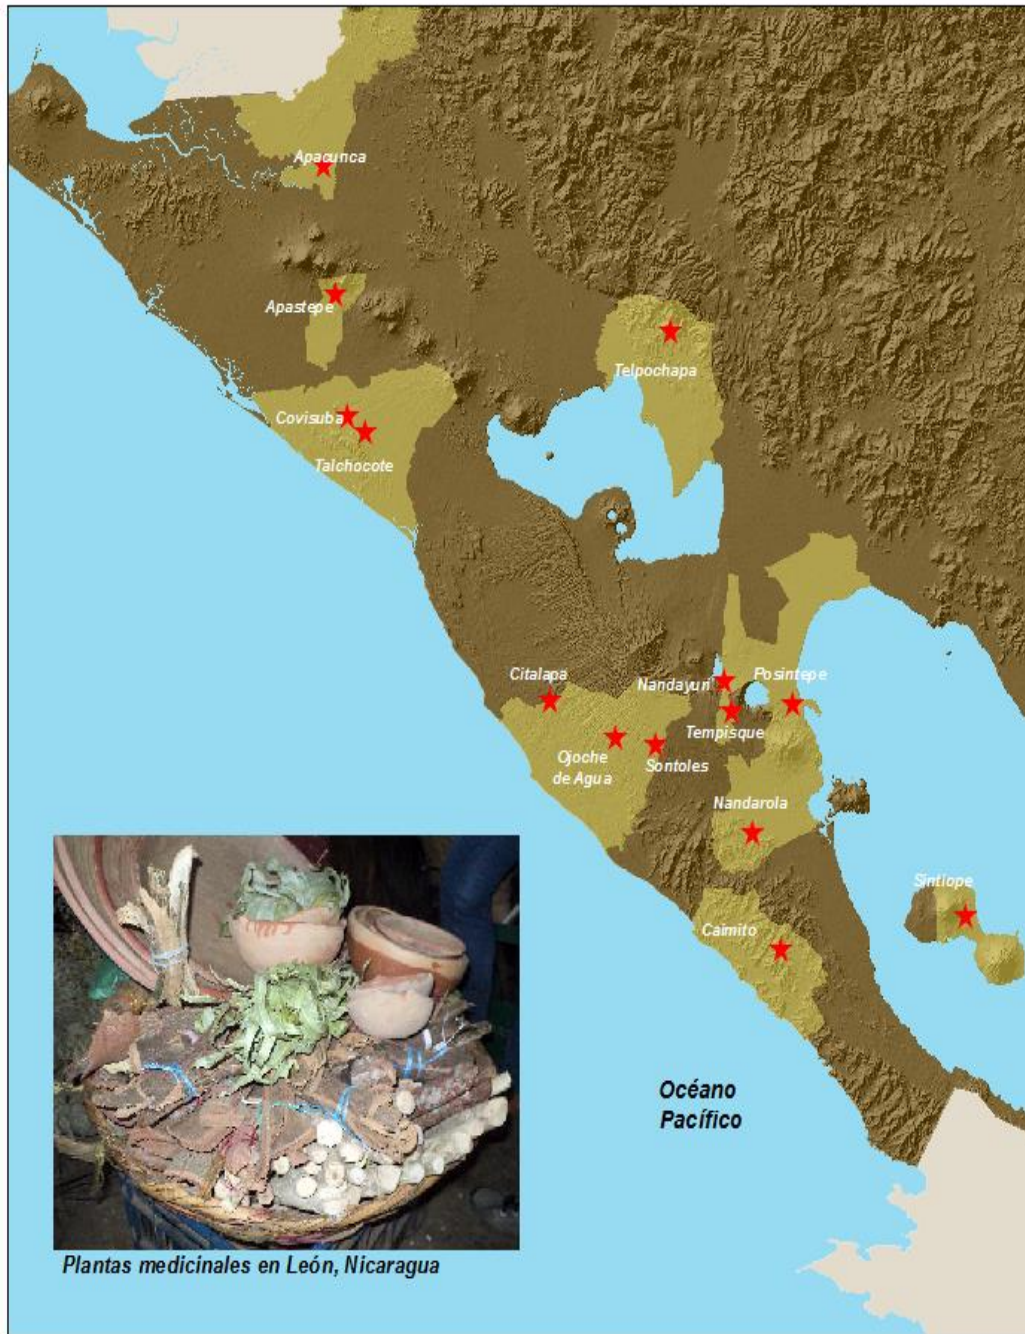 Apacunca
Apastepe
Telpochapa
Covisuba
Talchocote
Citalapa
Nandayuri
Posintepe
Tempisque
Ojoche
de Agua
Sontoles
Nandarola
Sintiope
Caimito
Océano
Pacífico
Plantas medicinales en León, Nicaragua